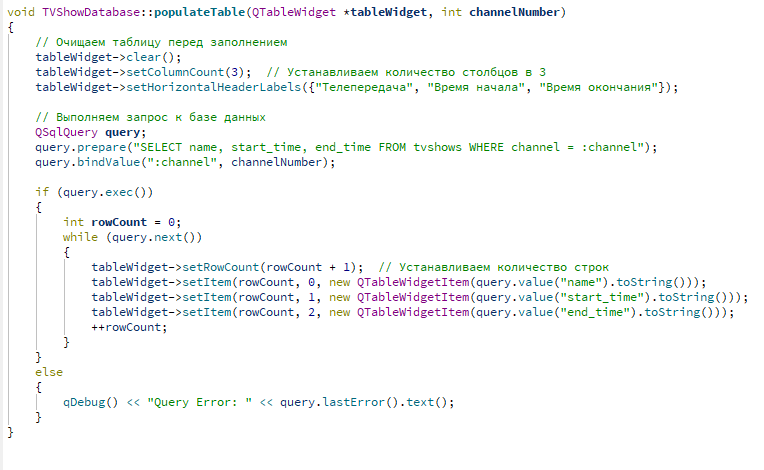 void TVShowDatabase::populateTable(QTableWidget *tableWidget, int channelNumber)
{
    // Очищаем таблицу перед заполнением
    tableWidget->clear();
    tableWidget->setColumnCount(3);  // Устанавливаем количество столбцов в 3
    tableWidget->setHorizontalHeaderLabels({"Телепередача", "Время начала", "Время окончания"});

    // Выполняем запрос к базе данных
    QSqlQuery query;
    query.prepare("SELECT name, start_time, end_time FROM tvshows WHERE channel = :channel");
    query.bindValue(":channel", channelNumber);

    if (query.exec())
    {
        int rowCount = 0;
        while (query.next())
        {
            tableWidget->setRowCount(rowCount + 1);  // Устанавливаем количество строк
            tableWidget->setItem(rowCount, 0, new QTableWidgetItem(query.value("name").toString()));
            tableWidget->setItem(rowCount, 1, new QTableWidgetItem(query.value("start_time").toString()));
            tableWidget->setItem(rowCount, 2, new QTableWidgetItem(query.value("end_time").toString()));
            ++rowCount;
        }
    }
    else
    {
        qDebug() << "Query Error: " << query.lastError().text();
    }
}